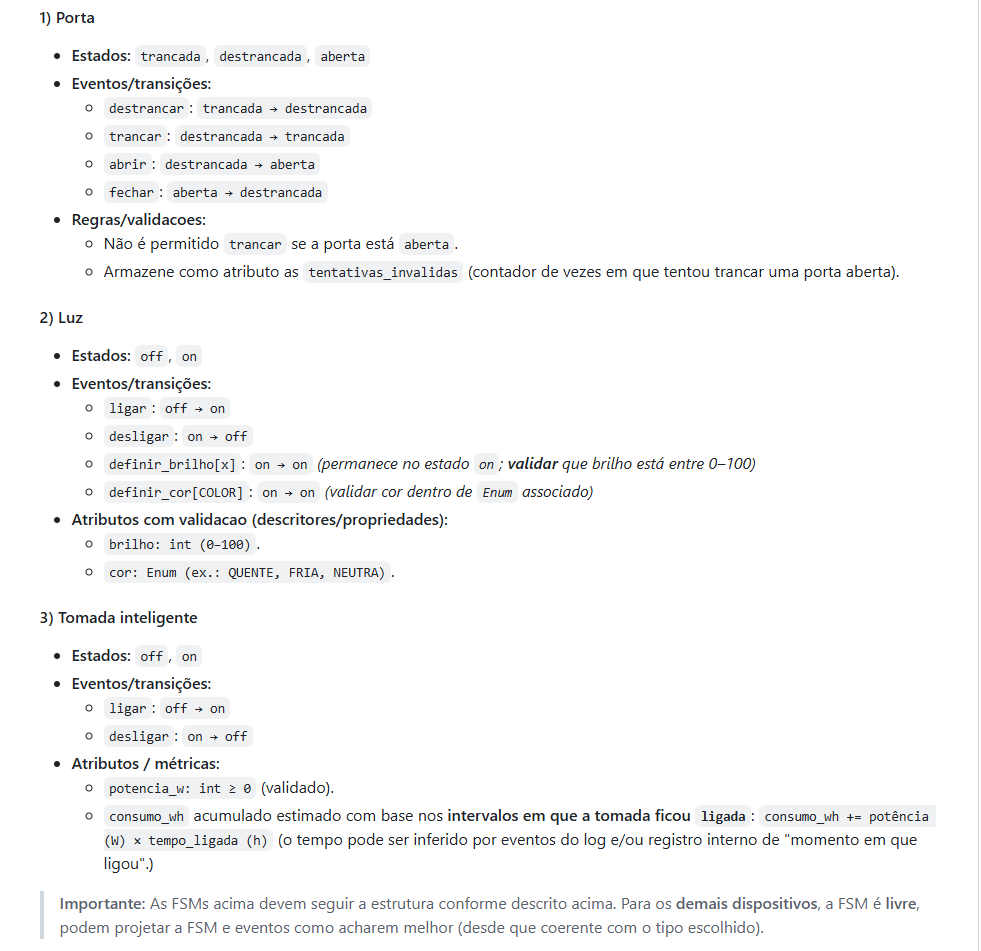 1) Porta
• Estados: trancada, destrancada, aberta
• Eventos/transições:
◦ destrancar: trancada → destrancada
◦ trancar: destrancada → trancada
◦ abrir: destrancada → aberta
◦ fechar: aberta → destrancada
• Regras/validacoes:
◦ Não é permitido trancar se a porta está aberta.
◦ Armazene como atributo as tentativas_invalidas (contador de vezes em que tentou trancar uma porta aberta).
2) Luz
• Estados: off, on
• Eventos/transições:
◦ ligar: off → on
◦ desligar: on → off
◦ definir_brilho[x]: on → on (permanece no estado on; validar que brilho está entre 0–100)
◦ definir_cor[COLOR]: on → on (validar cor dentro de Enum associado)
• Atributos com validacao (descritores/propriedades):
◦ brilho: int (0–100).
◦ cor: Enum (ex.: QUENTE, FRIA, NEUTRA).
3) Tomada inteligente
• Estados: off, on
• Eventos/transições:
◦ ligar: off → on
◦ desligar: on → off
• Atributos / métricas:
◦ potencia_w: int ≥ 0 (validado).
◦ consumo_wh acumulado estimado com base nos intervalos em que a tomada ficou ligada: consumo_wh += potência
(W) × tempo_ligada (h) (o tempo pode ser inferido por eventos do log e/ou registro interno de "momento em que
ligou".)
Importante: As FSMs acima devem seguir a estrutura conforme descrito acima. Para os demais dispositivos, a FSM é livre,
podem projetar a FSM e eventos como acharem melhor (desde que coerente com o tipo escolhido).